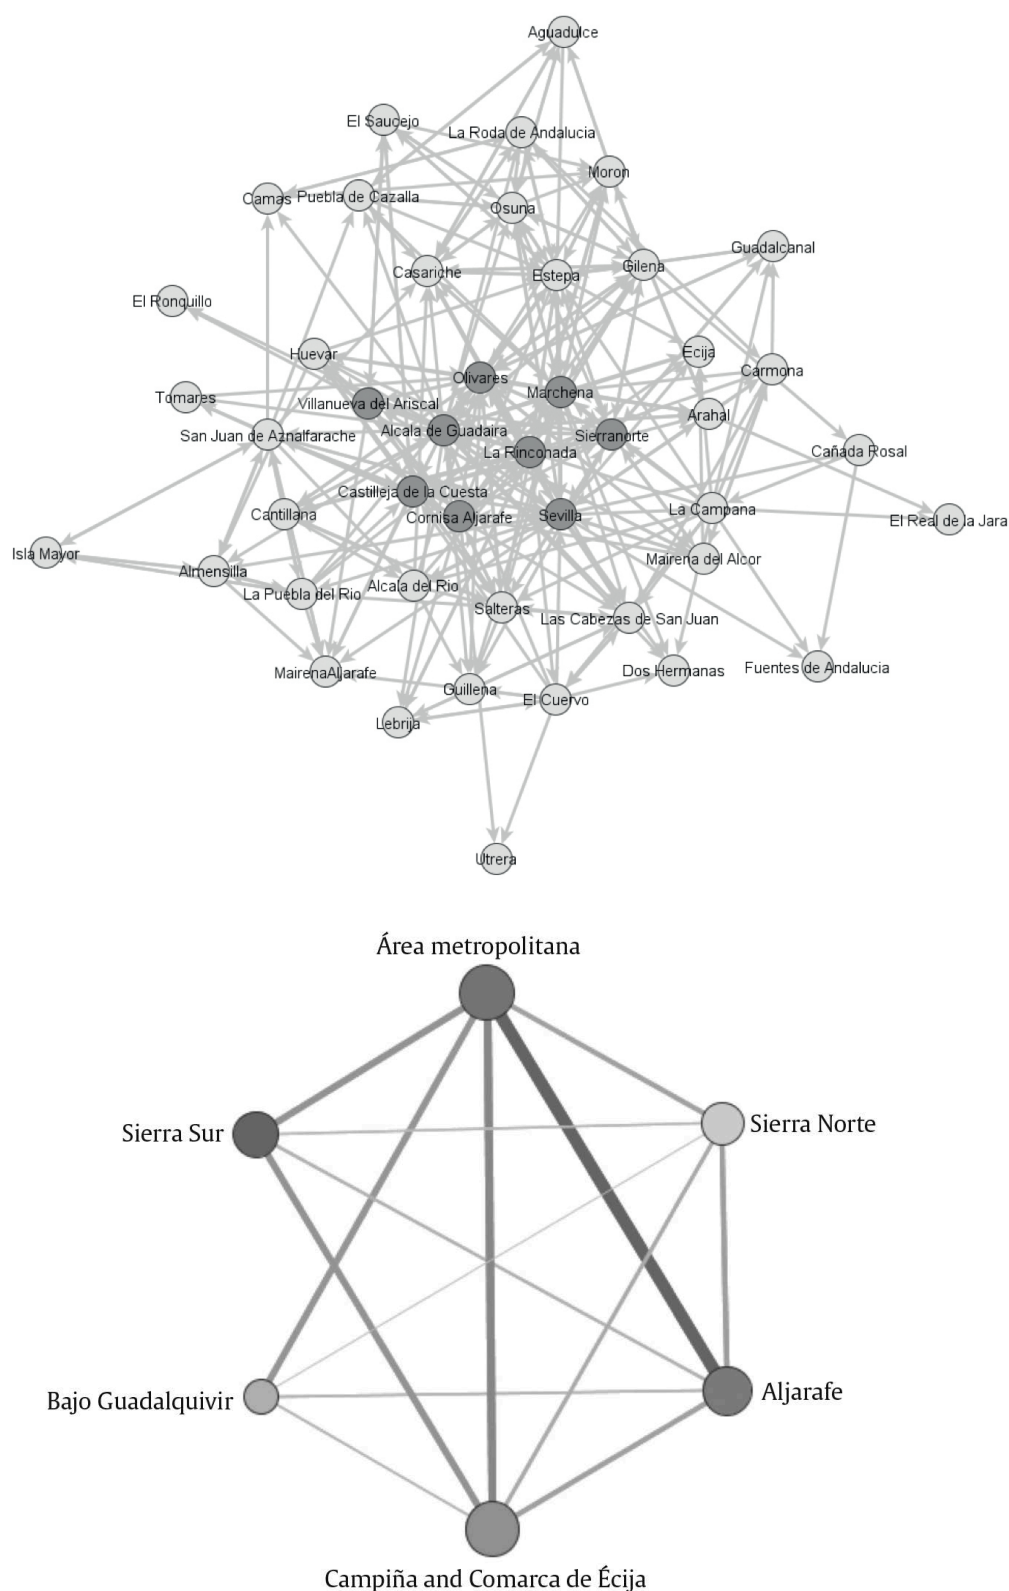 Aguadulce
El Saucejo
La Roda de Andalucia
Moron
Camas
Puebla de Cazalla
Osuna
Guadalcanal
Casariche
Estepa
Gilena
El Ronquillo
Huevar
Ecija
Carmona
Olivares
Marchena
Tomares
Villanueva del Ariscal
Arahal
San Juan de Aznalfarache
Alcala de Guadaira
La Rinconada
Sierranorte
Cañada Rosal
Castilleja de la Cuesta
Cantillana
Cornisa Aljarafe
Sevilla
La Campana
El Real de la Jara
Isla Mayor
Almensilla
Mairena del Alcor
La Puebla del Rio
Alcala del Rio
Salteras
Las Cabezas de San Juan
MairenaAljarafe
Dos Hermanas
Fuentes de Andalucia
Guillena
El Cuervo
Lebrija
Utrera
Área metropolitana
Sierra Sur
Sierra Norte
Bajo Guadalquivir
Aljarafe
Campiña and Comarca de Écija